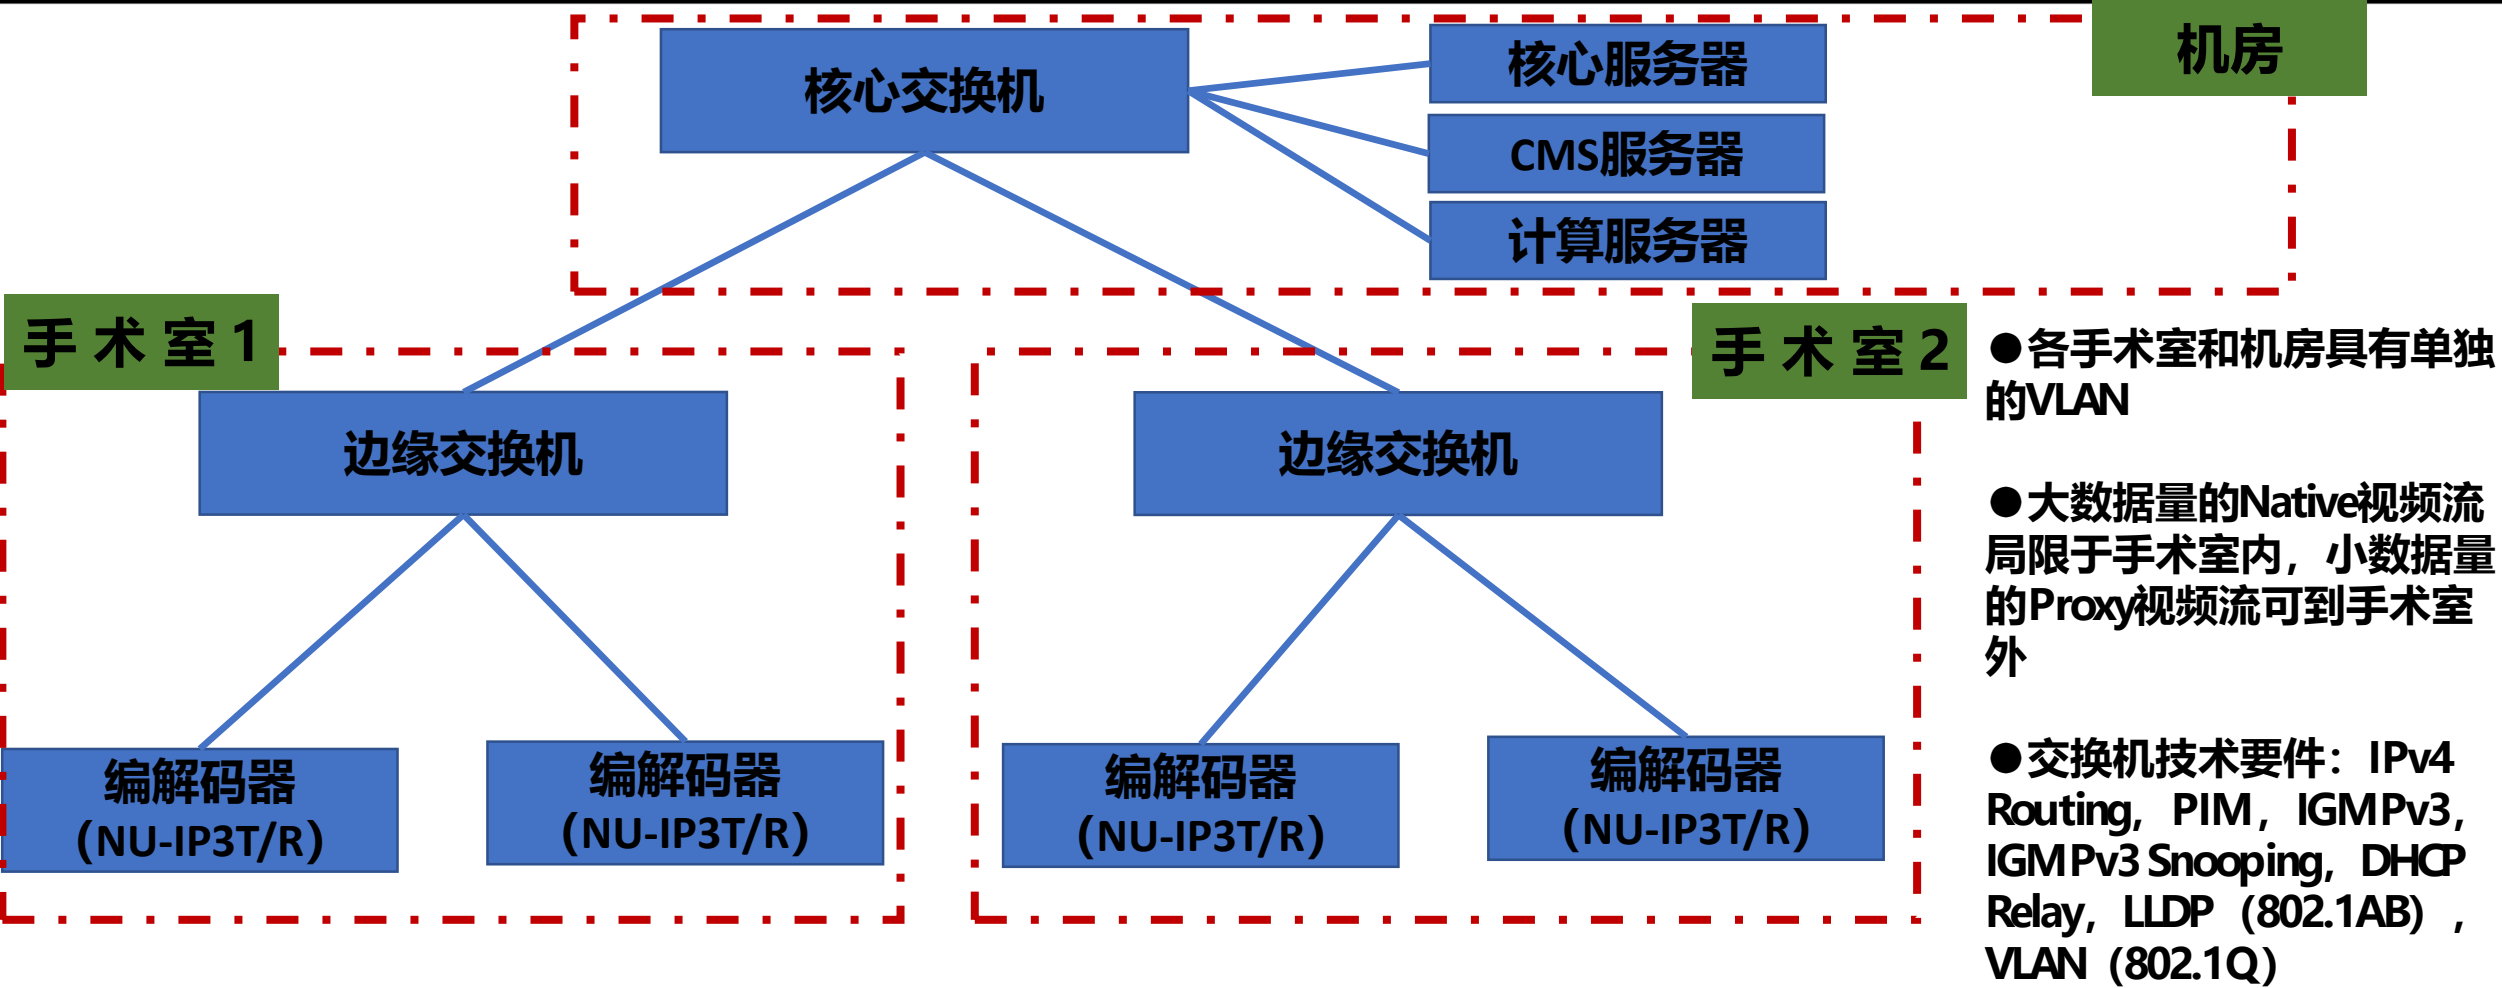 机房
核心交换机
核心服务器
CMS服务器
计算服务器
手术室1
手术室2
边缘交换机
边缘交换机
编解码器
(NU-IP3T/R)
编解码器
(NU-IP3T/R)
编解码器
(NU-IP3T/R)
编解码器
(NU-IP3T/R)
●各手术室和机房具有单独
的VLAN
●大数据量的Native视频流
局限于手术室内，小数据量
的Proxy视频流可到手术室
外
●交换机技术要件：IPv4
Routing，PIM，IGMPv3，
IGMPv3 Snooping，DHCP
Relay，LLDP（802.1AB），
VLAN（802.1Q）